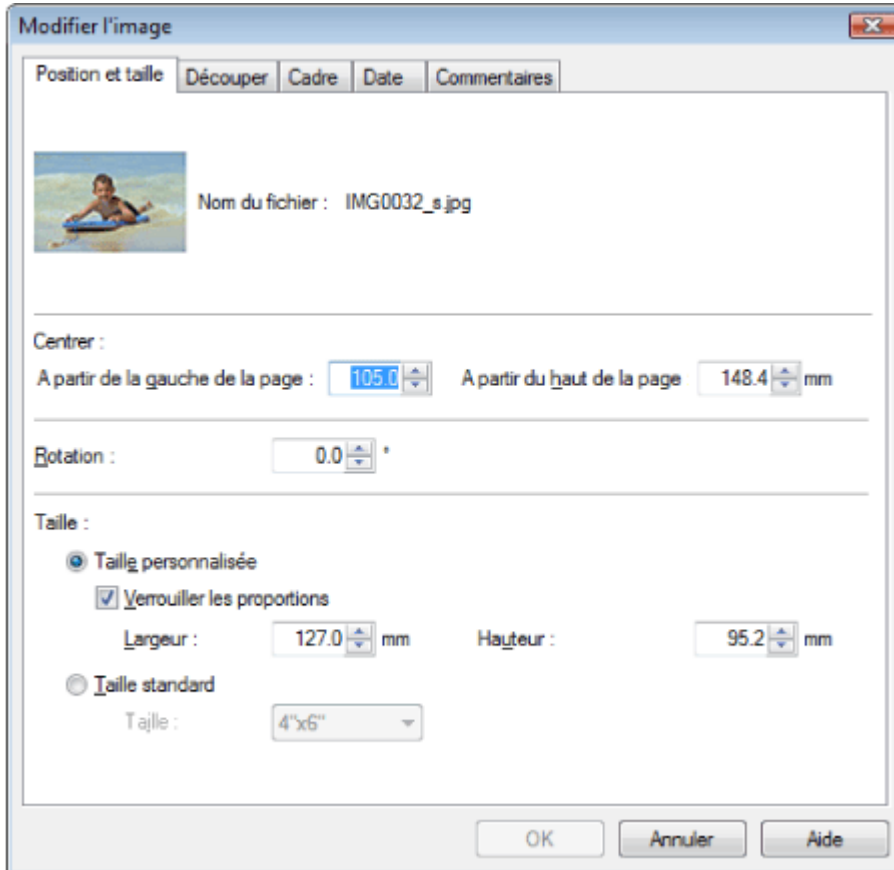 Modifier l'image
Position et taille Découper Cadre Date Commentaires
Nom du fichier : IMG0032_s.jpg
Centrer :
A partir de la gauche de la page : 105.0 A partir du haut de la page 148.4 mm
Rotation : 0.0 °
Taille :
Taille personnalisée
Verrouiller les proportions
Largeur : 127.0 mm Hauteur : 95.2 mm
Taille standard
Taille : 4"x6"
OK Annuler Aide